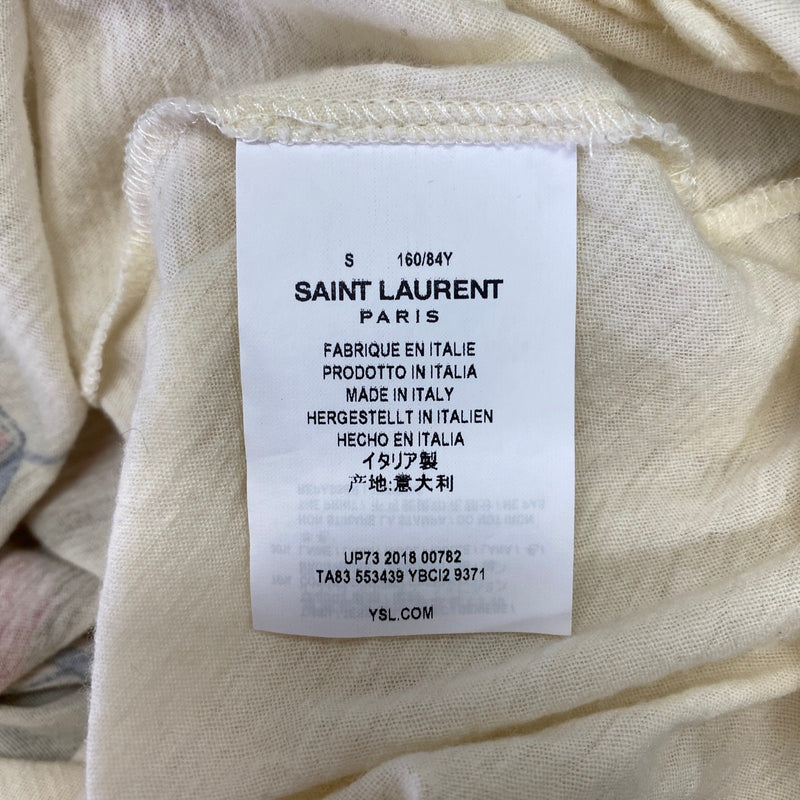 S 160/84Y
SAINT LAURENT
PARIS
FABRIQUE EN ITALIE
PRODOTTO IN ITALIA
MADE IN ITALY
HERGESTELLT IN ITALIEN
HECHO EN ITALIA
イタリア製
产地:意大利
UP73 2018 00782
TA83 553439 YBCI2 9371
YSL.COM